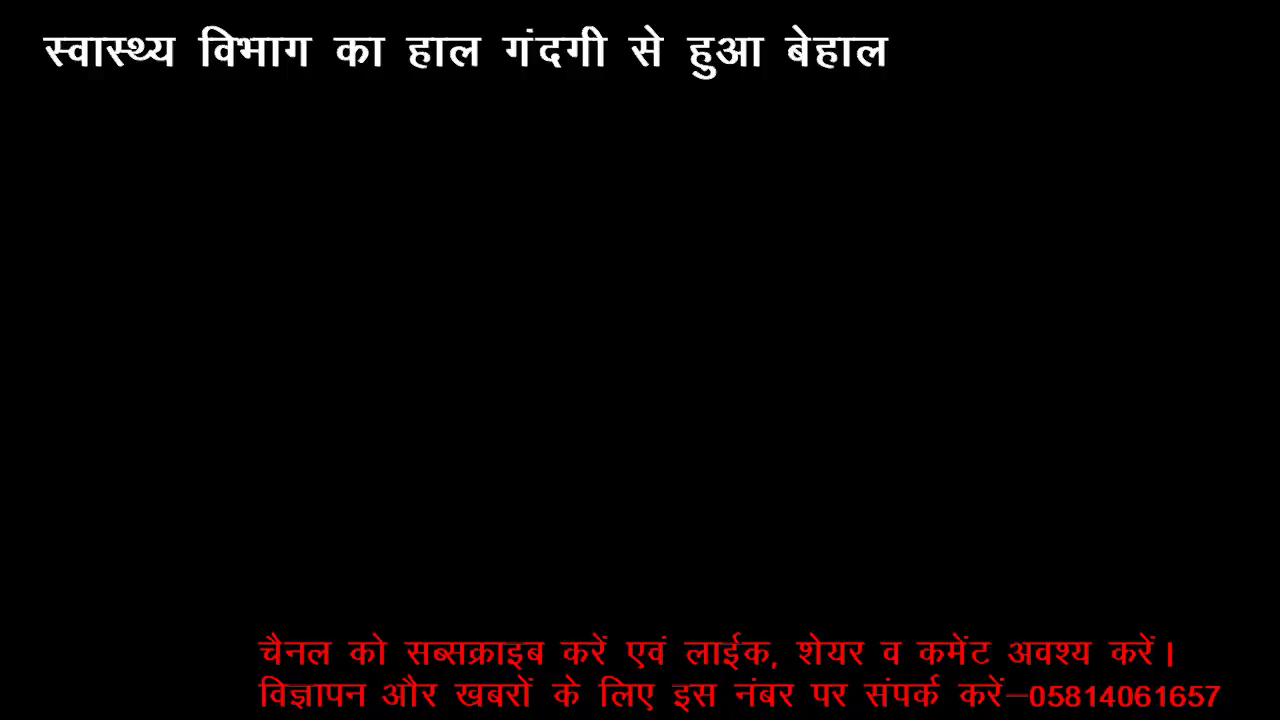 स्वास्थ्य विभाग का हाल गंदगी से हुआ बेहाल
चैनल को सब्सक्राइब करें एवं लाईक, शेयर व कमेंट अवश्य करें।
विज्ञापन और खबरों के लिए इस नंबर पर संपर्क करें–05814061657